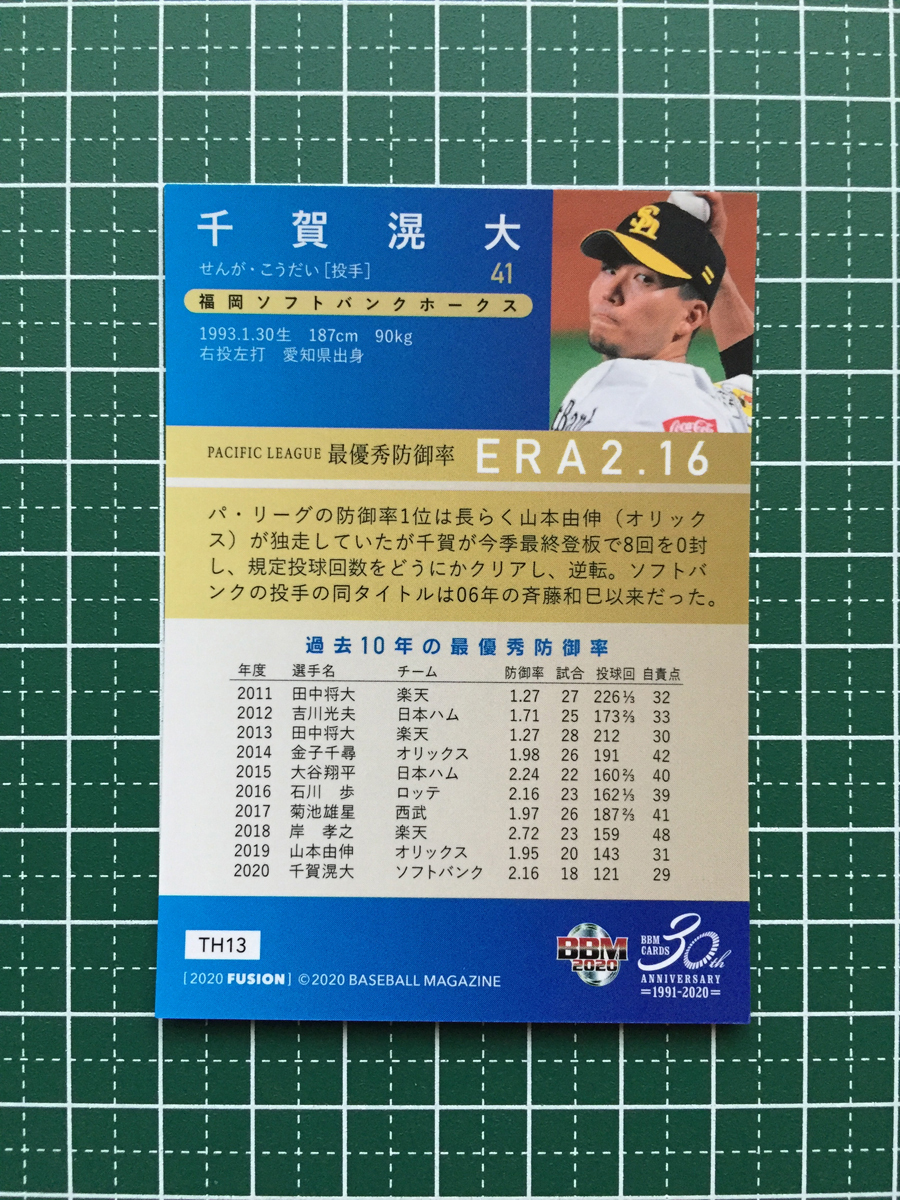 千賀滉大
せんが・こうだい［投手］ 41
福岡ソフトバンクホークス
1993.1.30生 187cm 90kg
右投左打 愛知県出身
PACIFIC LEAGUE 最優秀防御率 ERA2.16
パ・リーグの防御率1位は長らく山本由伸（オリック
ス）が独走していたが千賀が今季最終登板で8回を0封
し、規定投球回数をどうにかクリアし、逆転。ソフトバ
ンクの投手の同タイトルは06年の斉藤和巳以来だった。
過去10年の最優秀防御率
年度 選手名 チーム 防御率 試合 投球回 自責点
2011 田中将大 楽天 1.27 27 226⅓ 32
2012 吉川光夫 日本ハム 1.71 25 173⅔ 33
2013 田中将大 楽天 1.27 28 212 30
2014 金子千尋 オリックス 1.98 26 191 42
2015 大谷翔平 日本ハム 2.24 22 160⅔ 40
2016 石川 歩 ロッテ 2.16 23 162⅓ 39
2017 菊池雄星 西武 1.97 26 187⅔ 41
2018 岸 孝之 楽天 2.72 23 159 48
2019 山本由伸 オリックス 1.95 20 143 31
2020 千賀滉大 ソフトバンク 2.16 18 121 29
TH13
BBM
2020
BBM
CARDS 30th
ANNIVERSARY
=1991-2020=
[2020 FUSION] ©2020 BASEBALL MAGAZINE
Coca-Cola